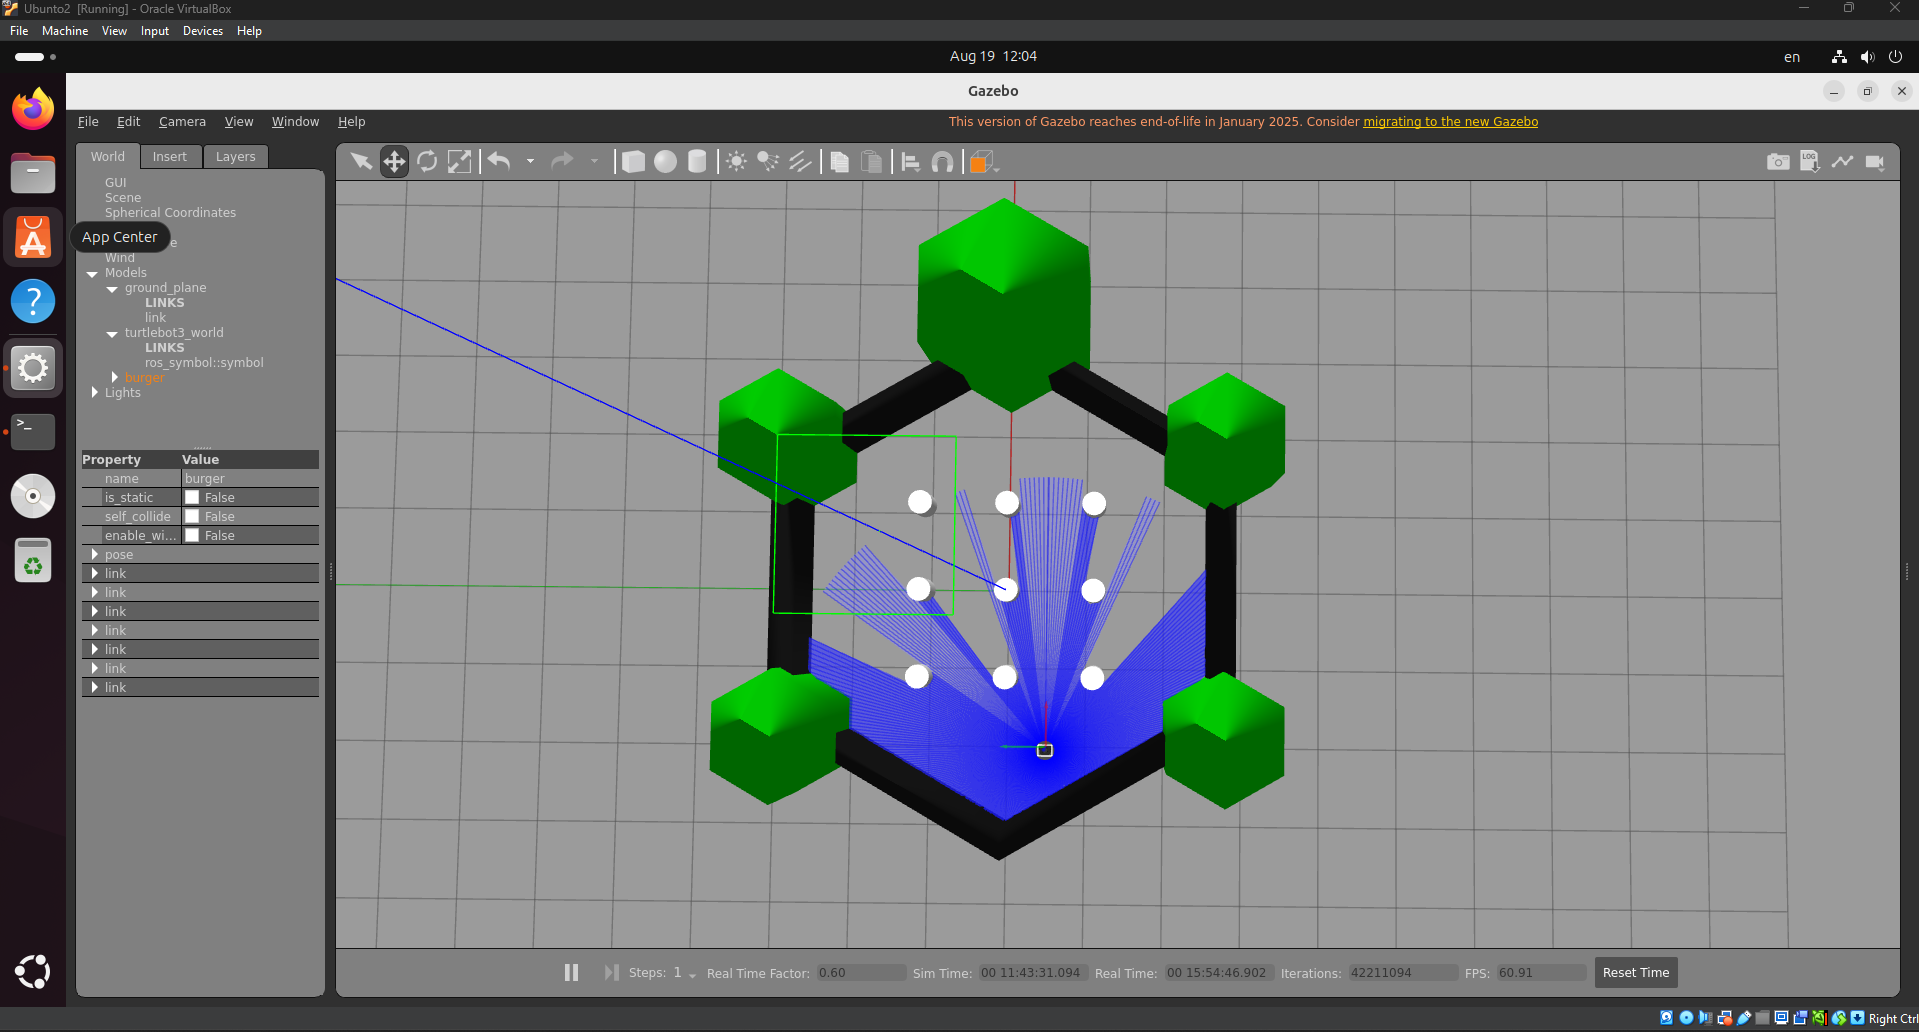 Ubunto2 [Running] - Oracle VirtualBox
File Machine View Input Devices Help
Aug 19 12:04
en
Gazebo
File Edit Camera View Window Help
This version of Gazebo reaches end-of-life in January 2025. Consider migrating to the new Gazebo
World Insert Layers
LOG
GUI
Scene
Spherical Coordinates
App Center
e
Wind
Models
ground_plane
LINKS
link
turtlebot3_world
LINKS
ros_symbol::symbol
burger
Lights
Property Value
name burger
is_static False
self_collide False
enable_wi... False
pose
link
link
link
link
link
link
link
Steps: 1 Real Time Factor: 0.60 Sim Time: 00 11:43:31.094 Real Time: 00 15:54:46.902 Iterations: 42211094 FPS: 60.91 Reset Time
Right Ctrl